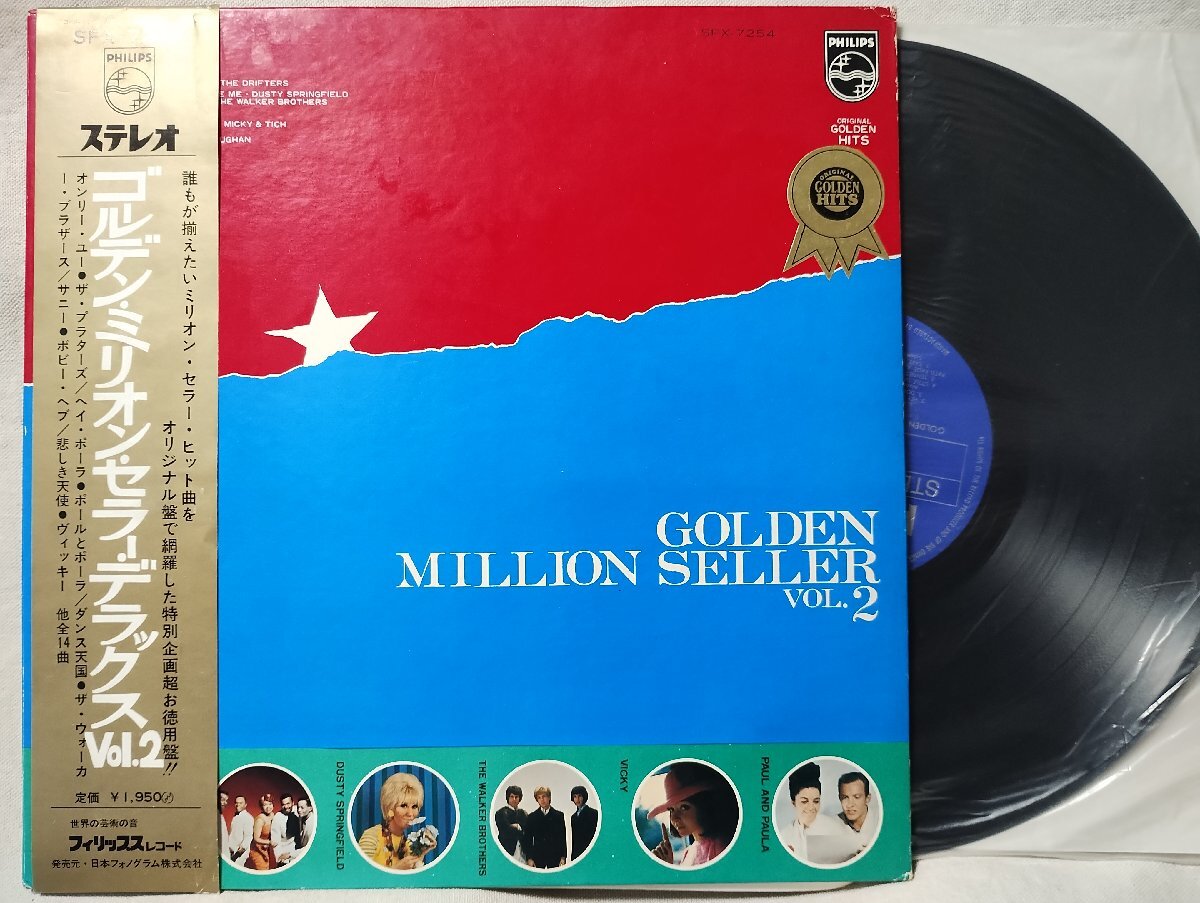 SFX
PHILIPS
ステレオ
誰もが揃えたいミリオン・セラー・ヒット曲を
オリジナル盤で網羅した特別企画超お徳用盤!!
ゴールデン・ミリオン・セラー・デラックス Vol.2
オンリー・ユー●ザ・プラターズ/ヘイ・ポーラ●ポールとポーラ/ダンス天国●ザ・ウォーカ
ー・ブラザース/サニー●ボビー・ヘブ/悲しき天使●ヴィッキー 他全14曲
定価 ¥1,950
世界の芸術の音
フィリップスレコード
発売元・日本フォノグラム株式会社
THE DRIFTERS
ME · DUSTY SPRINGFIELD
THE WALKER BROTHERS
MICKY & TICH
SFX-7254
PHILIPS
ORIGINAL
GOLDEN
HITS
ORIGINAL
GOLDEN
HITS
GOLDEN
MILLION SELLER
VOL.2
DUSTY SPRINGFIELD
THE WALKER BROTHERS
VICKY
PAUL AND PAULA
GOLDEN